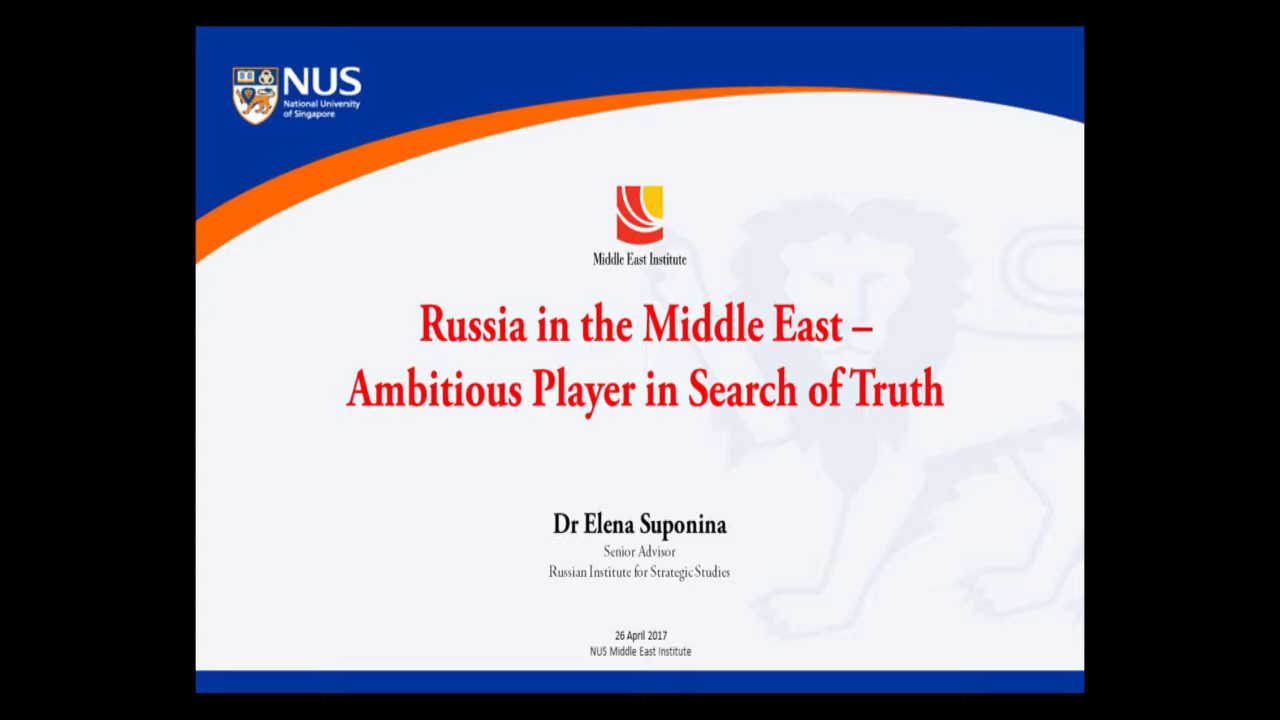 NUS
National University
of Singapore
Middle East Institute
Russia in the Middle East –
Ambitious Player in Search of Truth
Dr Elena Suponina
Senior Advisor
Russian Institute for Strategic Studies
26 April 2017
NUS Middle East Institute